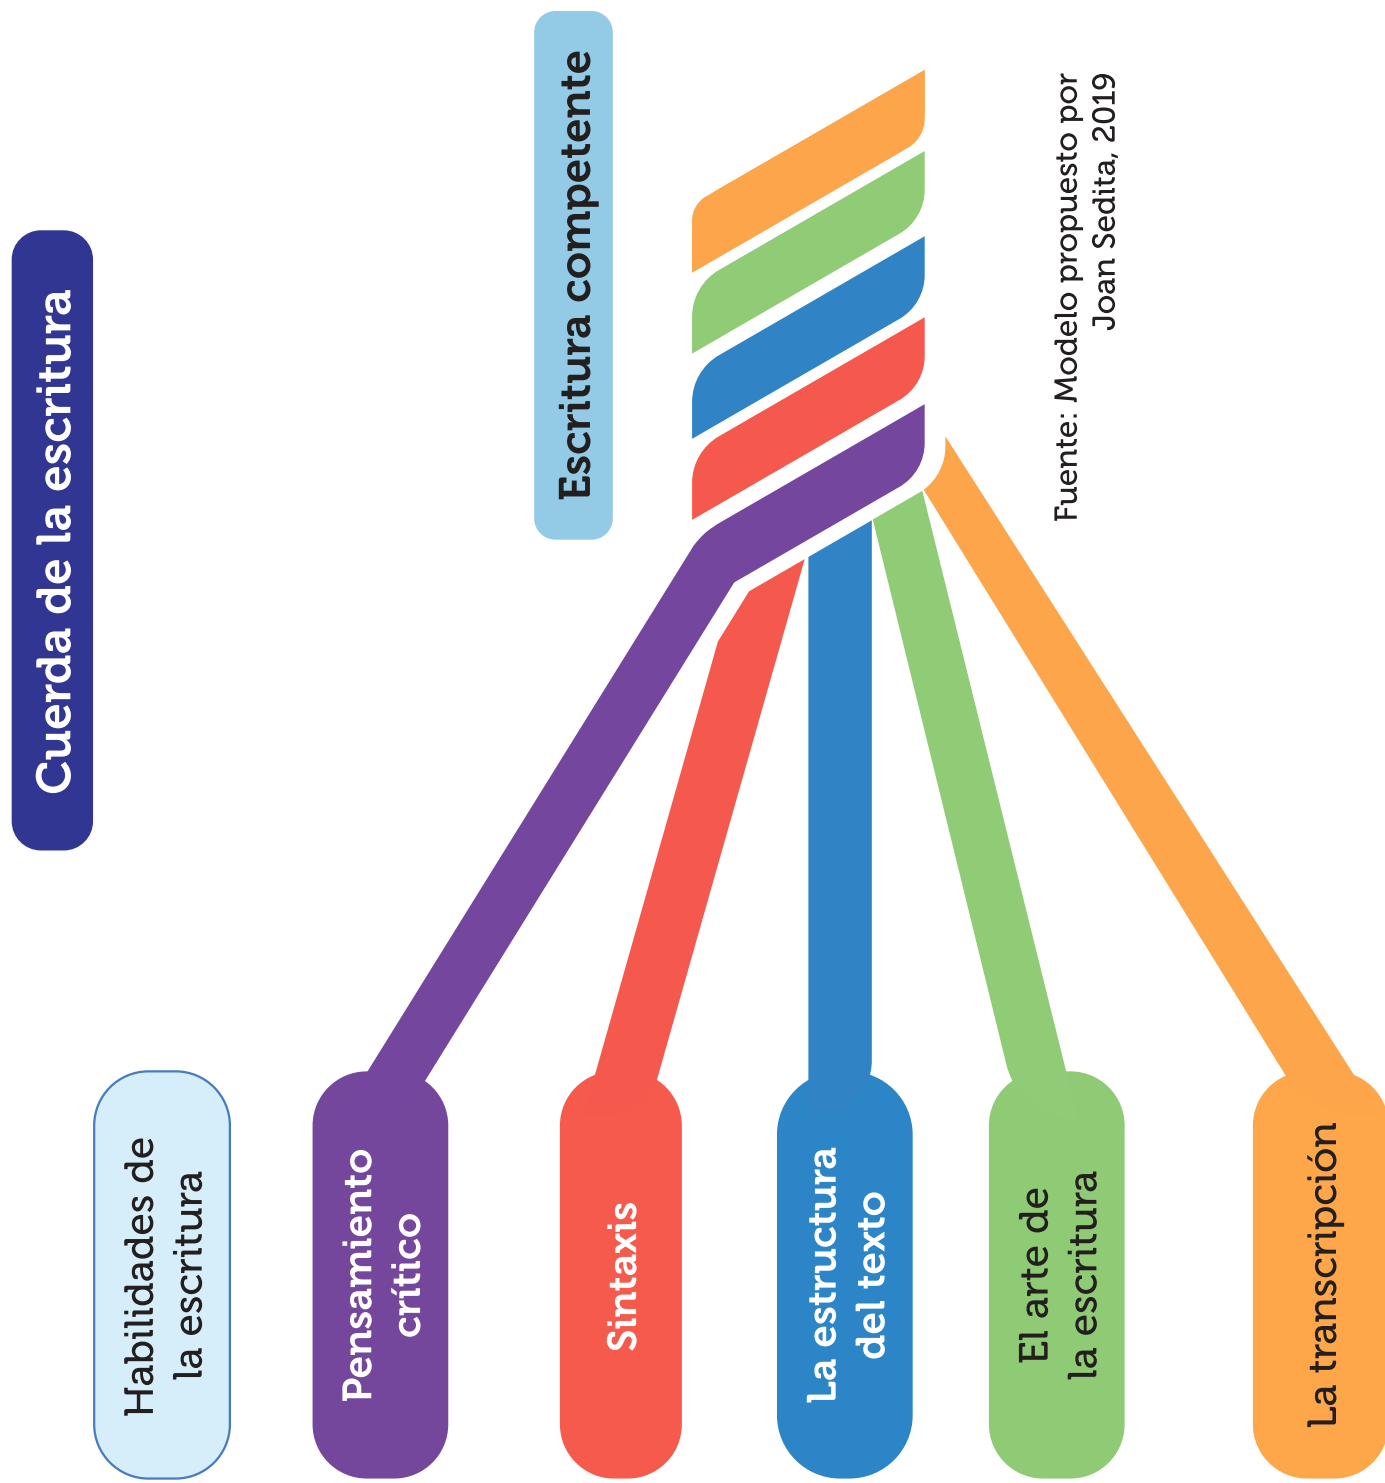 Cuerda de la escritura
Habilidades de
la escritura
Escritura competente
Pensamiento
crítico
Sintaxis
La estructura
del texto
El arte de
la escritura
La transcripción
Fuente: Modelo propuesto por
Joan Sedita, 2019